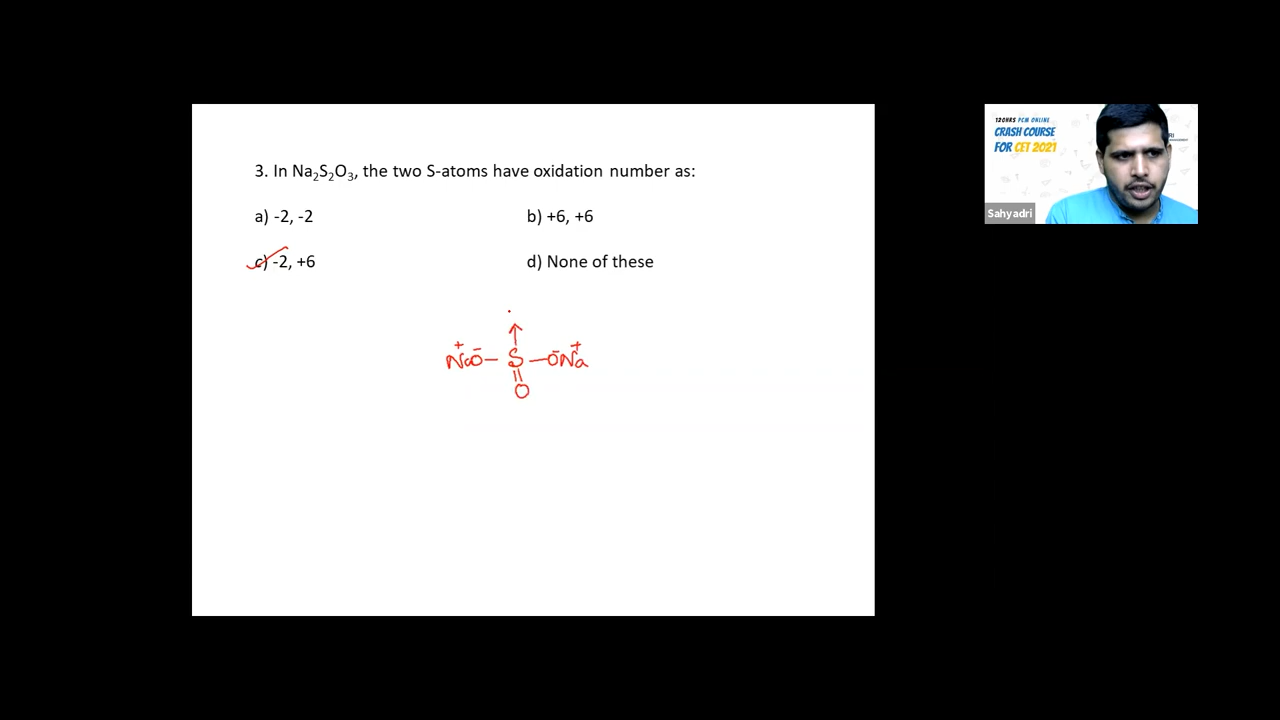 120HRS PCM ONLINE
CRASH COURSE
FOR CET 2021
Sahyadri
3. In Na₂S₂O₃, the two S-atoms have oxidation number as:
a) -2, -2
b) +6, +6
c) -2, +6
d) None of these
Na⁺O⁻– S –O⁻Na⁺
O